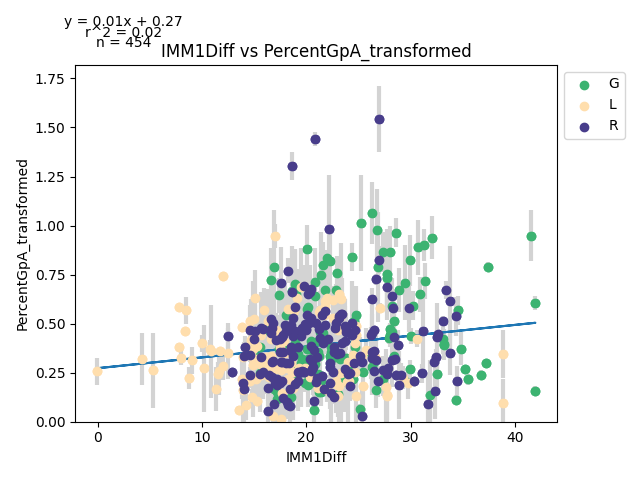 y = 0.01x + 0.27
r^2 = 0.02
n = 454
IMM1Diff vs PercentGpA_transformed
G
L
R
PercentGpA_transformed
1.75
1.50
1.25
1.00
0.75
0.50
0.25
0.00
0 10 20 30 40
IMM1Diff